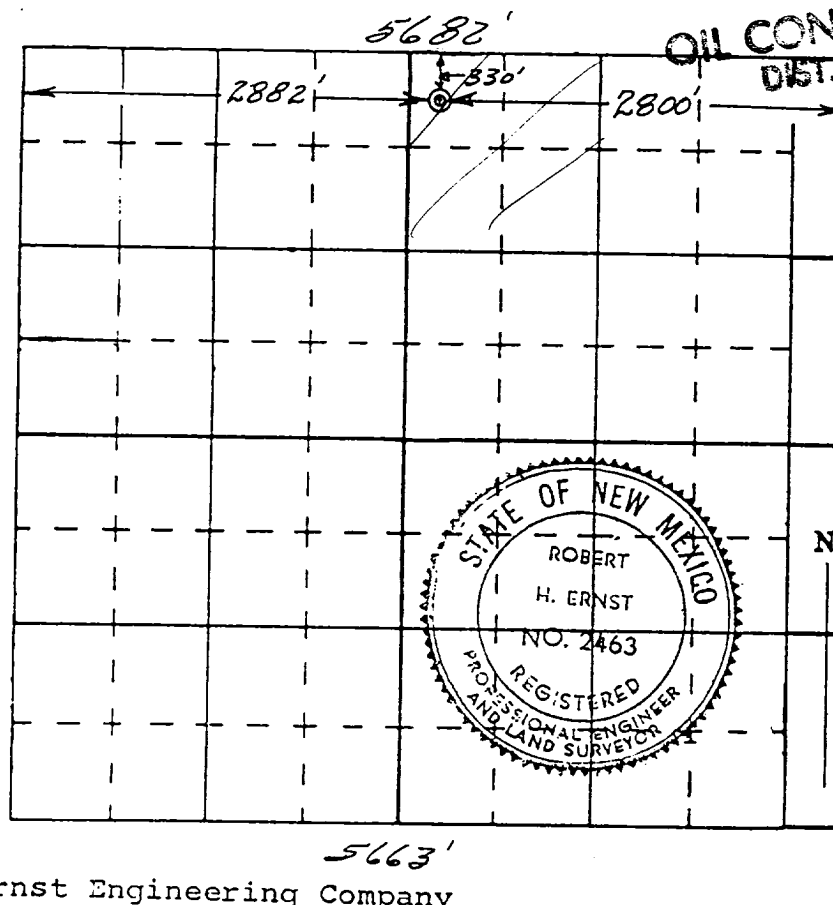 5682'
OIL CON
DIST.
330'
2882'
2800'
STATE OF NEW MEXICO
ROBERT
H. ERNST
NO. 2463
REGISTERED
PROFESSIONAL ENGINEER
AND LAND SURVEYOR
N
5663'
rnst Engineering Company